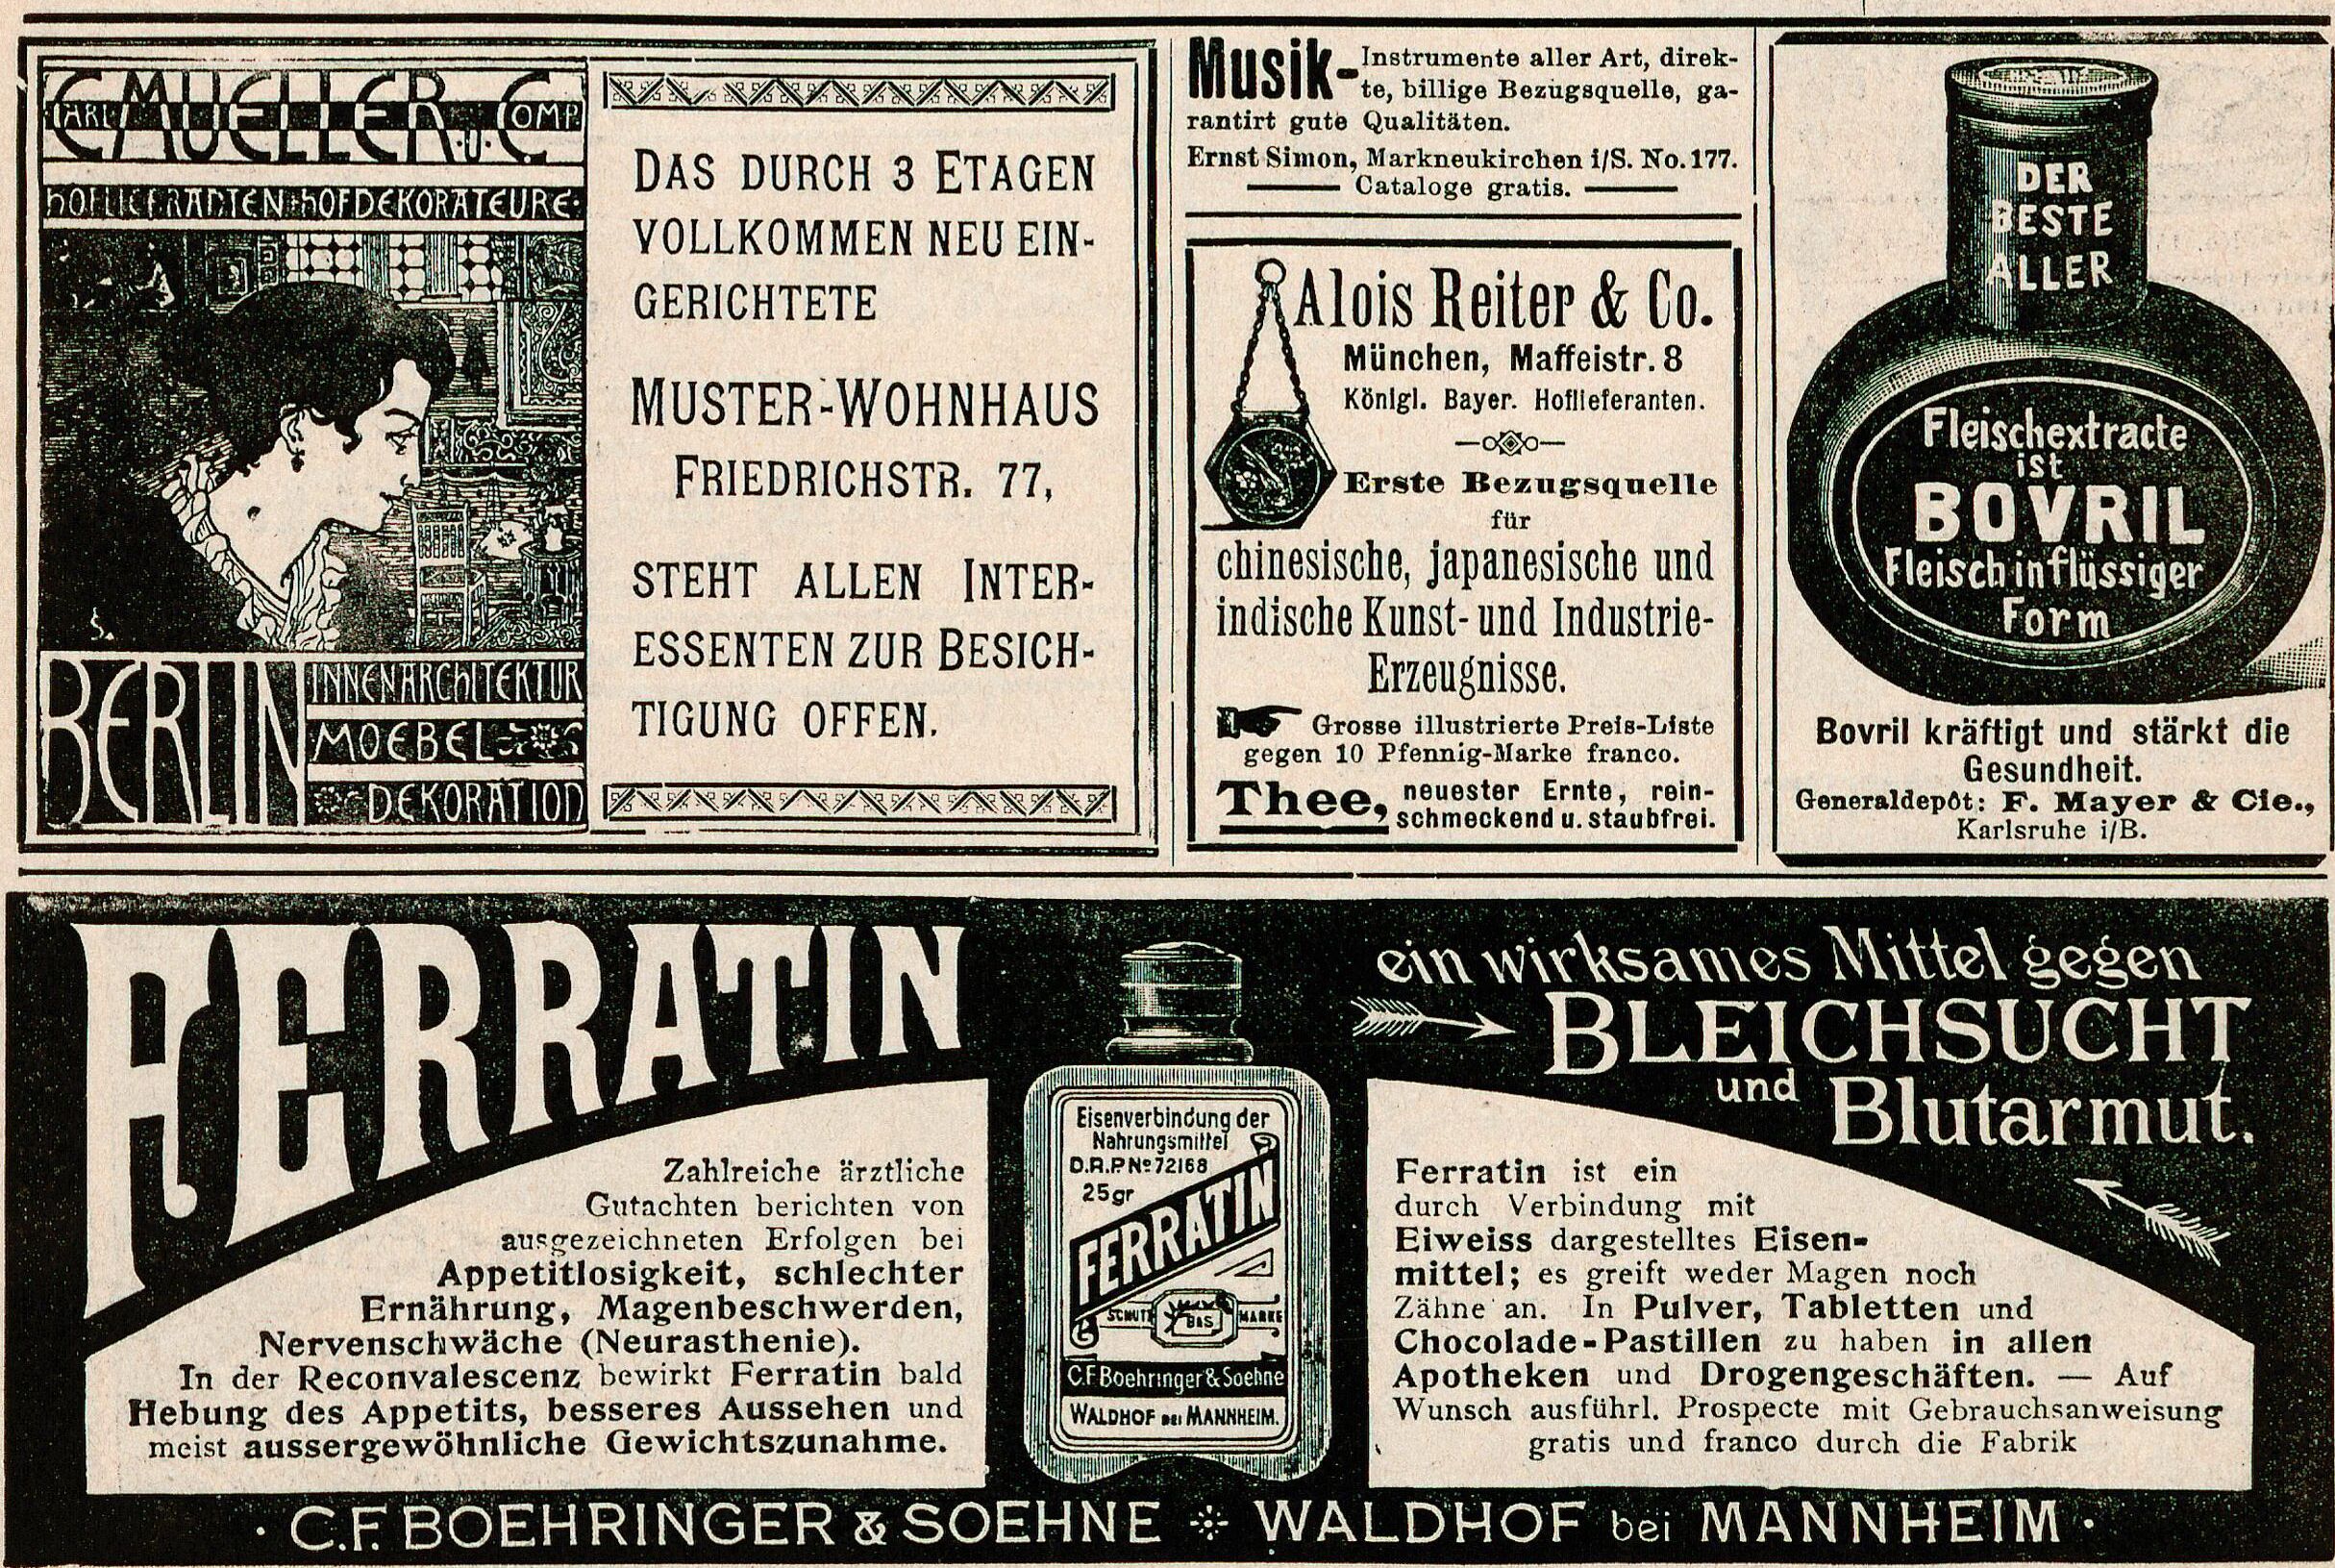 CARL MUELLER U. COMP.
HOFLIEFERANTEN HOFDEKORATEURE
BERLIN
INNENARCHITEKTUR
MOEBEL
DEKORATION
DAS DURCH 3 ETAGEN
VOLLKOMMEN NEU EIN-
GERICHTETE
MUSTER-WOHNHAUS
FRIEDRICHSTR. 77,
STEHT ALLEN INTER-
ESSENTEN ZUR BESICH-
TIGUNG OFFEN.
Musik-Instrumente aller Art, direk-
te, billige Bezugsquelle, ga-
rantirt gute Qualitäten.
Ernst Simon, Markneukirchen i/S. No. 177.
Cataloge gratis.
Alois Reiter & Co.
München, Maffeistr. 8
Königl. Bayer. Hoflieferanten.
Erste Bezugsquelle
für
chinesische, japanesische und
indische Kunst- und Industrie-
Erzeugnisse.
Grosse illustrierte Preis-Liste
gegen 10 Pfennig-Marke franco.
Thee, neuester Ernte, rein-
schmeckend u. staubfrei.
DER
BESTE
ALLER
Fleischextracte
ist
BOVRIL
Fleisch in flüssiger
Form
Bovril kräftigt und stärkt die
Gesundheit.
Generaldepôt: F. Mayer & Cie.,
Karlsruhe i/B.
FERRATIN
Zahlreiche ärztliche
Gutachten berichten von
ausgezeichneten Erfolgen bei
Appetitlosigkeit, schlechter
Ernährung, Magenbeschwerden,
Nervenschwäche (Neurasthenie).
In der Reconvalescenz bewirkt Ferratin bald
Hebung des Appetits, besseres Aussehen und
meist aussergewöhnliche Gewichtszunahme.
Eisenverbindung der
Nahrungsmittel
D.R.P. No 72168
25gr
FERRATIN
SCHUTZ B&S MARKE
C.F. Boehringer & Soehne
WALDHOF BEI MANNHEIM.
ein wirksames Mittel gegen
BLEICHSUCHT
und Blutarmut.
Ferratin ist ein
durch Verbindung mit
Eiweiss dargestelltes Eisen-
mittel; es greift weder Magen noch
Zähne an. In Pulver, Tabletten und
Chocolade-Pastillen zu haben in allen
Apotheken und Drogengeschäften. — Auf
Wunsch ausführl. Prospecte mit Gebrauchsanweisung
gratis und franco durch die Fabrik
· C.F. BOEHRINGER & SOEHNE WALDHOF bei MANNHEIM ·